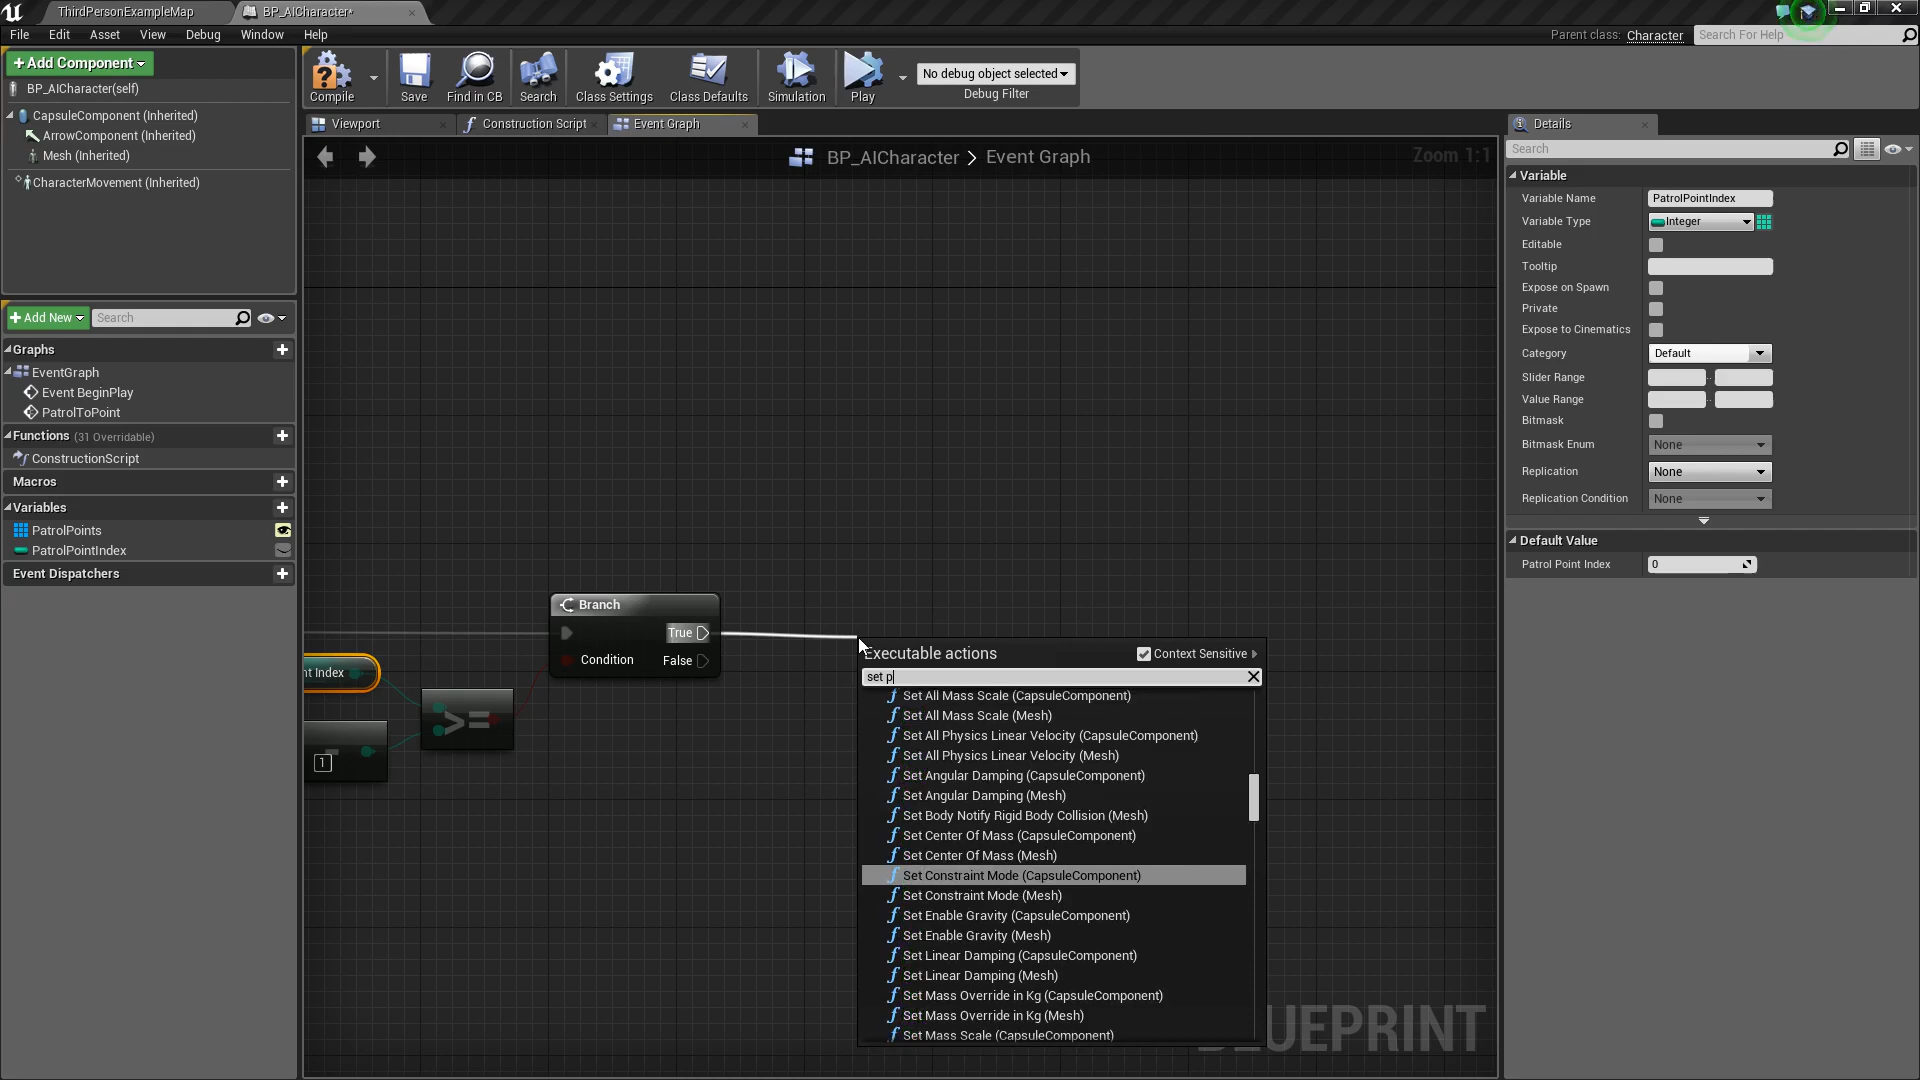 ThirdPersonExampleMap
BP_AICharacter*
File Edit Asset View Debug Window Help
Parent class: Character
Search For Help
Add Component
BP_AICharacter(self)
CapsuleComponent (Inherited)
ArrowComponent (Inherited)
Mesh (Inherited)
CharacterMovement (Inherited)
Compile
Save
Find in CB
Search
Class Settings
Class Defaults
Simulation
Play
No debug object selected
Debug Filter
Viewport
Construction Script
Event Graph
BP_AICharacter > Event Graph
Zoom 1:1
Add New
Search
Graphs
EventGraph
Event BeginPlay
PatrolToPoint
Functions (31 Overridable)
ConstructionScript
Macros
Variables
PatrolPoints
PatrolPointIndex
Event Dispatchers
Branch
True
Condition
False
nt Index
>=
1
Executable actions
Context Sensitive
set p
Set All Mass Scale (CapsuleComponent)
Set All Mass Scale (Mesh)
Set All Physics Linear Velocity (CapsuleComponent)
Set All Physics Linear Velocity (Mesh)
Set Angular Damping (CapsuleComponent)
Set Angular Damping (Mesh)
Set Body Notify Rigid Body Collision (Mesh)
Set Center Of Mass (CapsuleComponent)
Set Center Of Mass (Mesh)
Set Constraint Mode (CapsuleComponent)
Set Constraint Mode (Mesh)
Set Enable Gravity (CapsuleComponent)
Set Enable Gravity (Mesh)
Set Linear Damping (CapsuleComponent)
Set Linear Damping (Mesh)
Set Mass Override in Kg (CapsuleComponent)
Set Mass Override in Kg (Mesh)
Set Mass Scale (CapsuleComponent)
LUEPRINT
Details
Search
Variable
Variable Name PatrolPointIndex
Variable Type Integer
Editable
Tooltip
Expose on Spawn
Private
Expose to Cinematics
Category Default
Slider Range
Value Range
Bitmask
Bitmask Enum None
Replication None
Replication Condition None
Default Value
Patrol Point Index 0